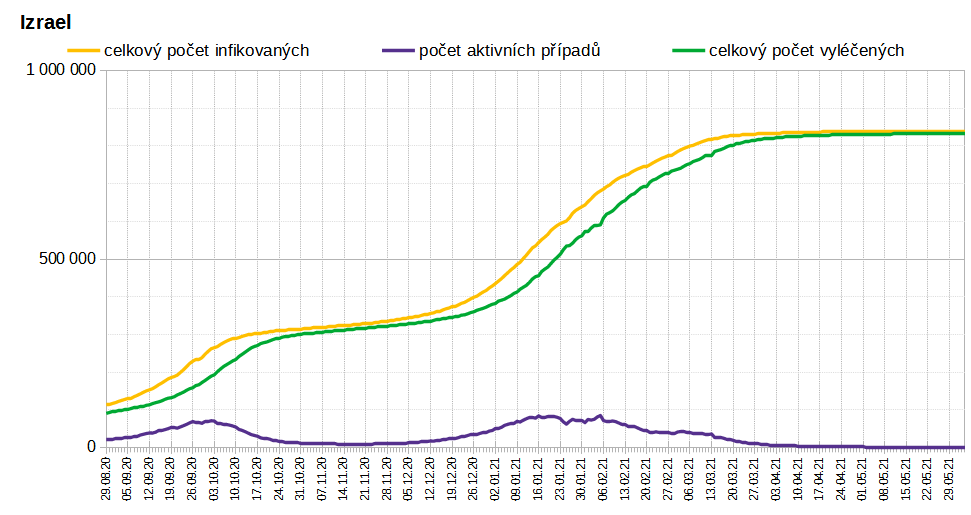 Izrael
celkový počet infikovaných počet aktivních případů celkový počet vyléčených
1 000 000
500 000
0
29.08.20 05.09.20 12.09.20 19.09.20 26.09.20 03.10.20 10.10.20 17.10.20 24.10.20 31.10.20 07.11.20 14.11.20 21.11.20 28.11.20 05.12.20 12.12.20 19.12.20 26.12.20 02.01.21 09.01.21 16.01.21 23.01.21 30.01.21 06.02.21 13.02.21 20.02.21 27.02.21 06.03.21 13.03.21 20.03.21 27.03.21 03.04.21 10.04.21 17.04.21 24.04.21 01.05.21 08.05.21 15.05.21 22.05.21 29.05.21